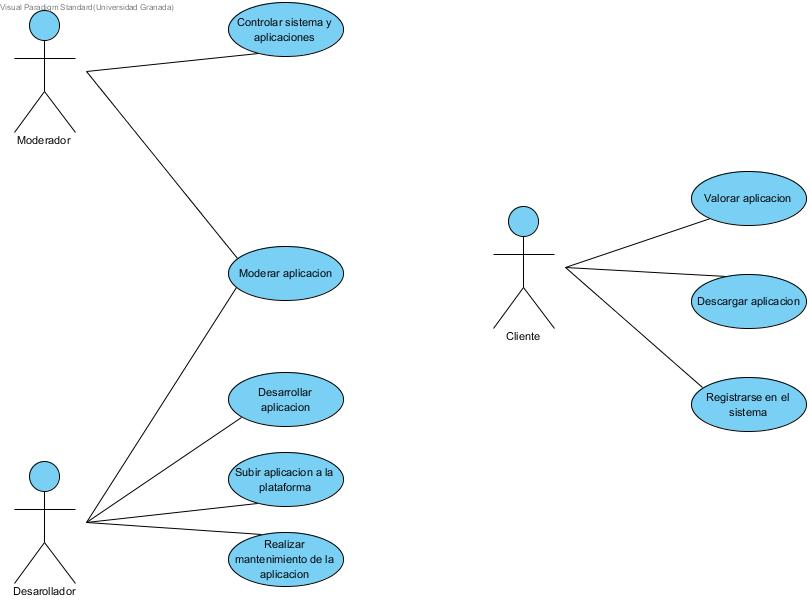 Visual Paradigm Standard(Universidad Granada)
Controlar sistema y
aplicaciones
Moderador
Valorar aplicacion
Moderar aplicacion
Descargar aplicacion
Cliente
Desarrollar
aplicacion
Registrarse en el
sistema
Subir aplicacion a la
plataforma
Realizar
mantenimiento de la
aplicacion
Desarollador